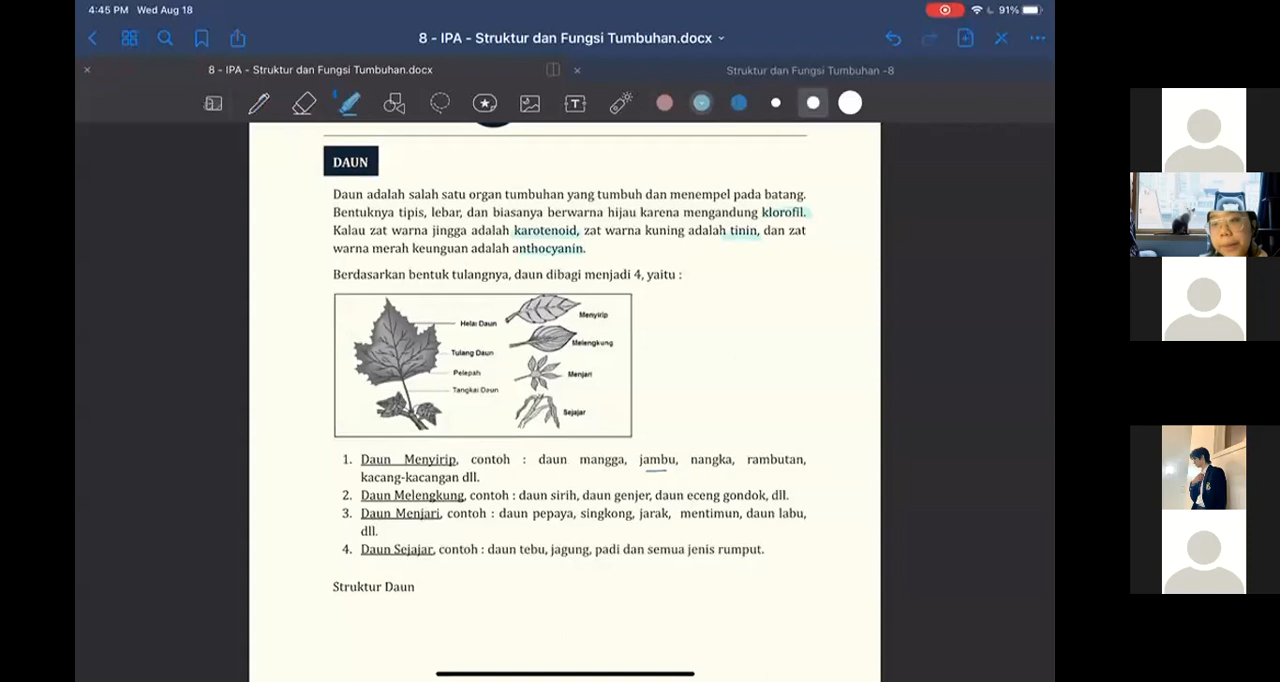 4:45 PM Wed Aug 18
91%
8 - IPA - Struktur dan Fungsi Tumbuhan.docx
8 - IPA - Struktur dan Fungsi Tumbuhan.docx
Struktur dan Fungsi Tumbuhan -8
DAUN
Daun adalah salah satu organ tumbuhan yang tumbuh dan menempel pada batang.
Bentuknya tipis, lebar, dan biasanya berwarna hijau karena mengandung klorofil.
Kalau zat warna jingga adalah karotenoid, zat warna kuning adalah tinin, dan zat
warna merah keunguan adalah anthocyanin.
Berdasarkan bentuk tulangnya, daun dibagi menjadi 4, yaitu :
Helai Daun
Tulang Daun
Pelepah
Tangkai Daun
Menyirip
Melengkung
Menjari
Sejajar
1. Daun Menyirip, contoh : daun mangga, jambu, nangka, rambutan,
kacang-kacangan dll.
2. Daun Melengkung, contoh : daun sirih, daun genjer, daun eceng gondok, dll.
3. Daun Menjari, contoh : daun pepaya, singkong, jarak, mentimun, daun labu,
dll.
4. Daun Sejajar, contoh : daun tebu, jagung, padi dan semua jenis rumput.
Struktur Daun